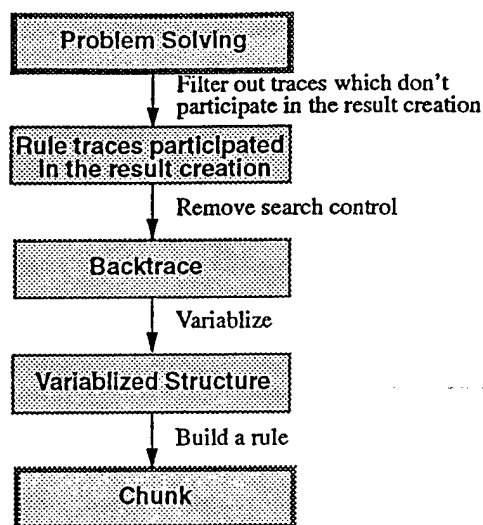 Problem Solving
Filter out traces which don't
participate in the result creation
Rule traces participated
in the result creation
Remove search control
Backtrace
Variablize
Variablized Structure
Build a rule
Chunk